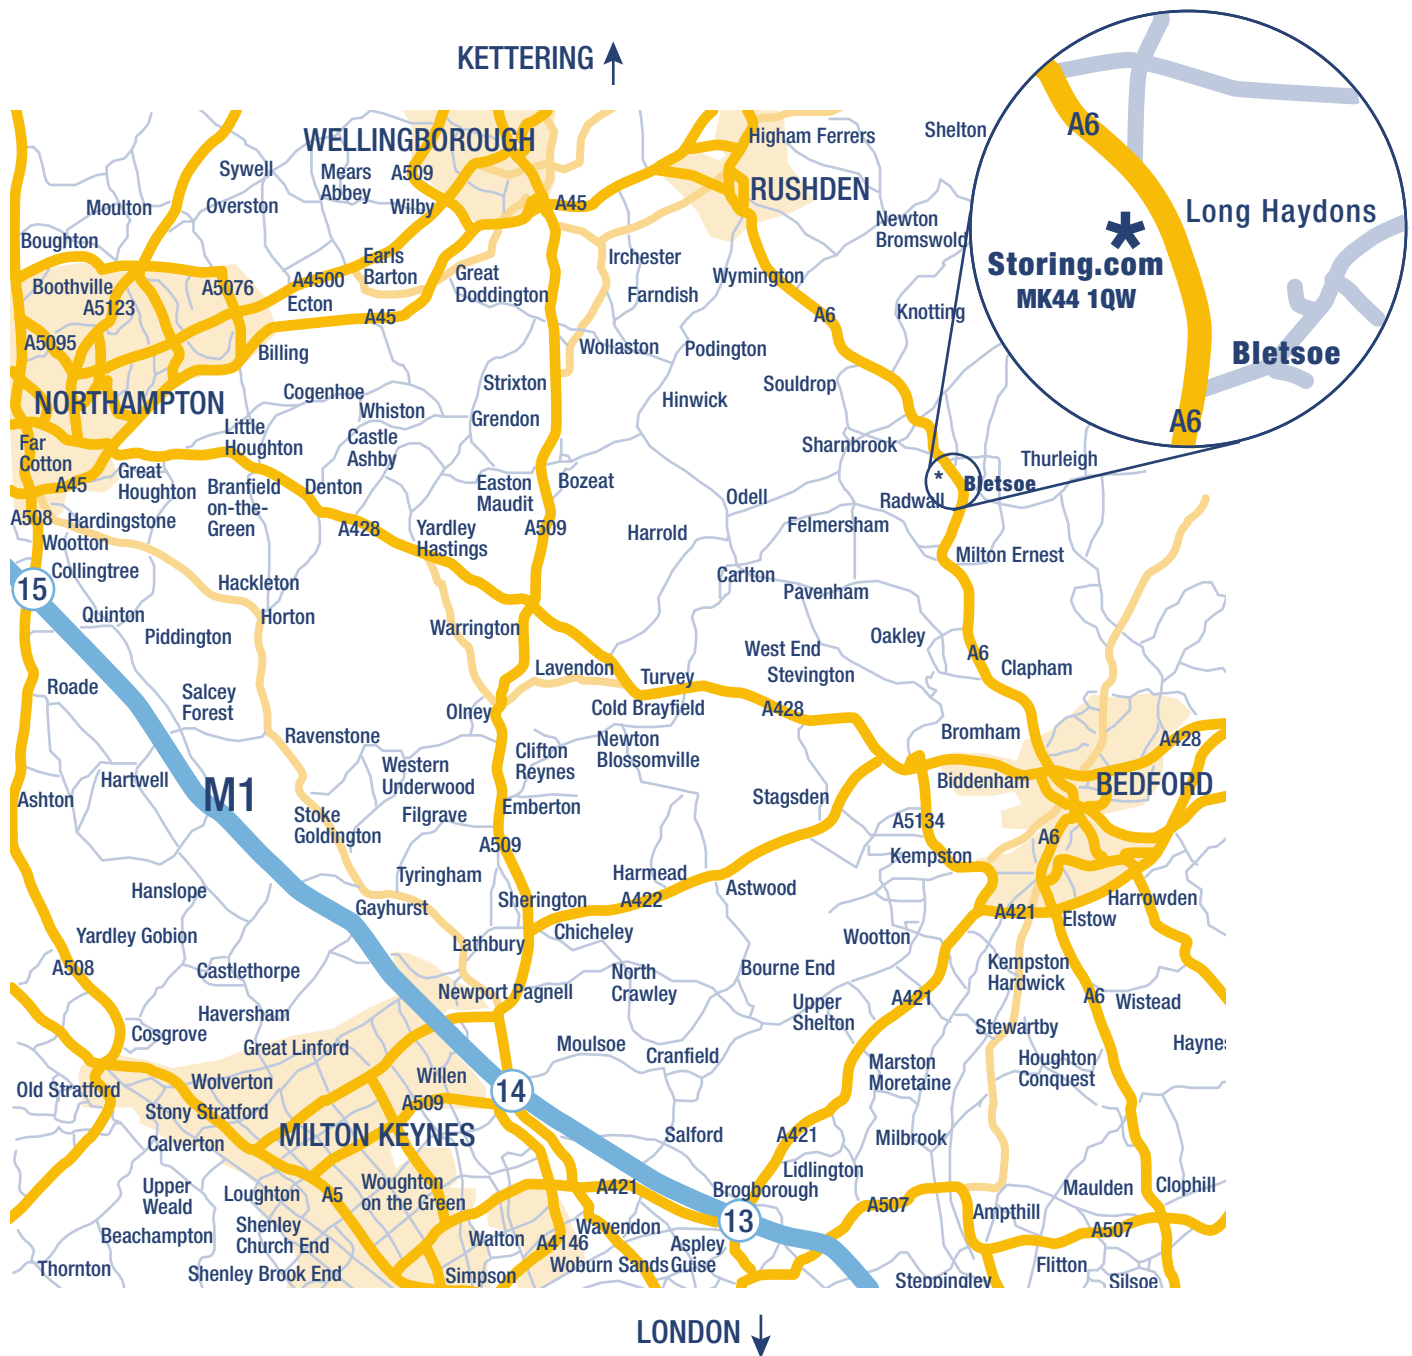 KETTERING
WELLINGBOROUGH
Higham Ferrers
Shelton
A6
Sywell
Mears
Abbey
A509
RUSHDEN
Moulton
Overston
Wilby
A45
Newton
Bromswold
Long Haydons
Boughton
Earls
Barton
Irchester
Storing.com
MK44 1QW
Boothville
A5123
A5076
A4500
Ecton
Great
Doddington
Farndish
Wymington
A45
A6
Knotting
A5095
Billing
Wollaston
Podington
Bletsoe
Cogenhoe
Strixton
Souldrop
NORTHAMPTON
Whiston
Grendon
Hinwick
A6
Little
Houghton
Castle
Ashby
Sharnbrook
Far
Cotton
Thurleigh
A45
Great
Houghton
Branfield
on-the-
Green
Denton
Easton
Maudit
Bozeat
Odell
*
Bletsoe
Radwall
A508
Hardingstone
A428
Yardley
Hastings
A509
Harrold
Felmersham
Wootton
Milton Ernest
Collingtree
15
Hackleton
Carlton
Pavenham
Quinton
Horton
Piddington
Warrington
Oakley
West End
A6
Lavendon
Turvey
Stevington
Clapham
Roade
Salcey
Forest
Olney
Cold Brayfield
A428
Ravenstone
Clifton
Reynes
Newton
Blossomville
Bromham
A428
Western
Underwood
Hartwell
M1
Biddenham
BEDFORD
Ashton
Stoke
Goldington
Filgrave
Emberton
Stagsden
A5134
A6
A509
Kempston
Tyringham
Harmead
Astwood
Hanslope
Gayhurst
Sherington
A422
Harrowden
A421
Elstow
Yardley Gobion
Lathbury
Chicheley
Wootton
A508
Castlethorpe
North
Crawley
Bourne End
Kempston
Hardwick
Newport Pagnell
Upper
Shelton
A421
A6
Wistead
Haversham
Cosgrove
Great Linford
Moulsoe
Cranfield
Stewartby
Haynes
Marston
Moretaine
Houghton
Conquest
Old Stratford
Wolverton
Willen
14
Stony Stratford
A509
Calverton
MILTON KEYNES
Salford
A421
Milbrook
Upper
Weald
Loughton
A5
Woughton
on the Green
A421
Lidlington
Brogborough
Maulden
Clophill
A507
Ampthill
13
Beachampton
Shenley
Church End
Walton
A4146
Wavendon
Aspley
Guise
A507
Thornton
Shenley Brook End
Simpson
Woburn Sands
Steppingley
Flitton
Silsoe
LONDON